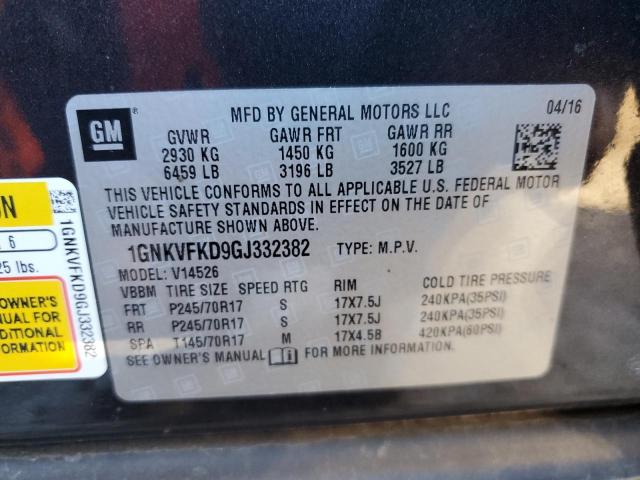 MFD BY GENERAL MOTORS LLC 04/16
GM
GVWR GAWR FRT GAWR RR
2930 KG 1450 KG 1600 KG
6459 LB 3196 LB 3527 LB
THIS VEHICLE CONFORMS TO ALL APPLICABLE U.S. FEDERAL MOTOR
VEHICLE SAFETY STANDARDS IN EFFECT ON THE DATE OF
MANUFACTURE SHOWN ABOVE.
1GNKVFKD9GJ332382 TYPE: M.P.V.
MODEL: V14526
VBBM TIRE SIZE SPEED RTG RIM COLD TIRE PRESSURE
FRT P245/70R17 S 17X7.5J 240KPA(35PSI)
RR P245/70R17 S 17X7.5J 240KPA(35PSI)
SPA T145/70R17 M 17X4.5B 420KPA(60PSI)
SEE OWNER'S MANUAL FOR MORE INFORMATION.
ON
6
25 lbs.
OWNER'S
NUAL FOR
DITIONAL
ORMATION
1GNKVFKD9GJ332382